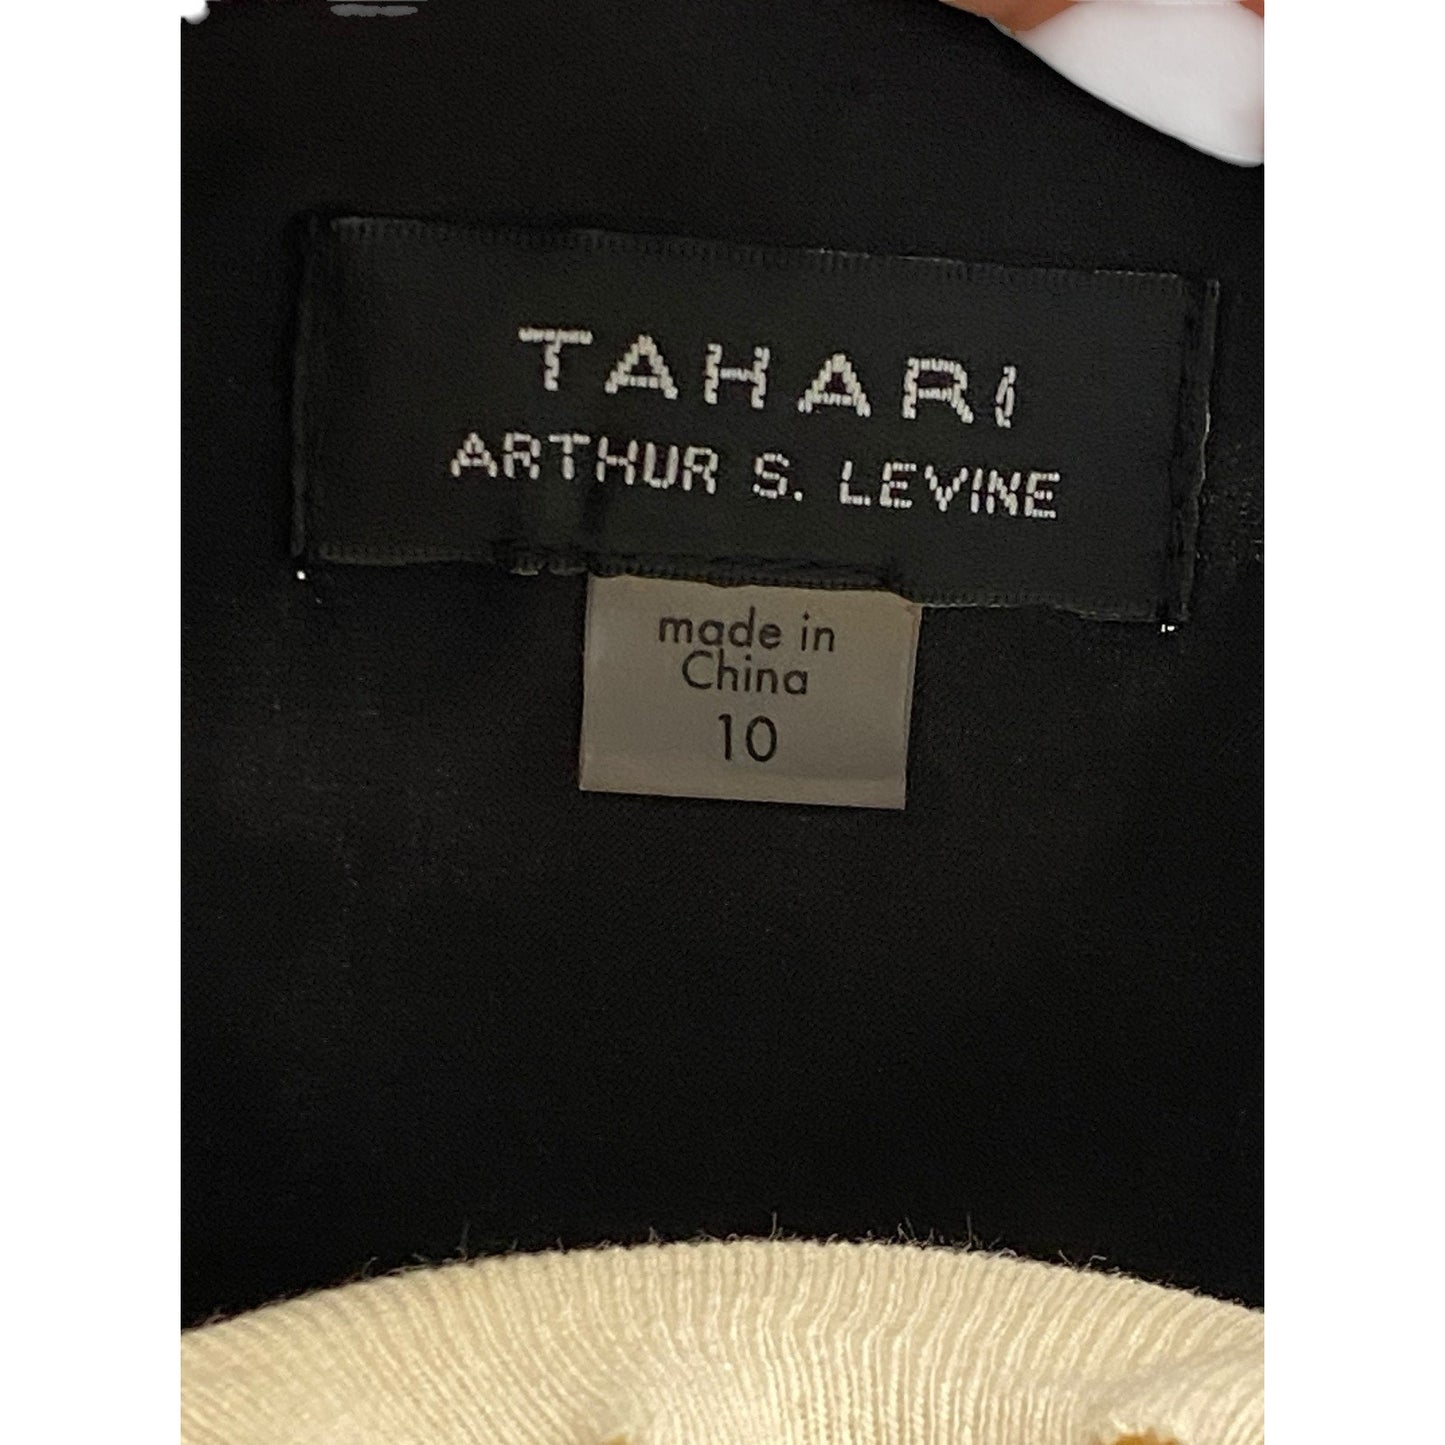 TAHARI
ARTHUR S. LEVINE
made in
China
10